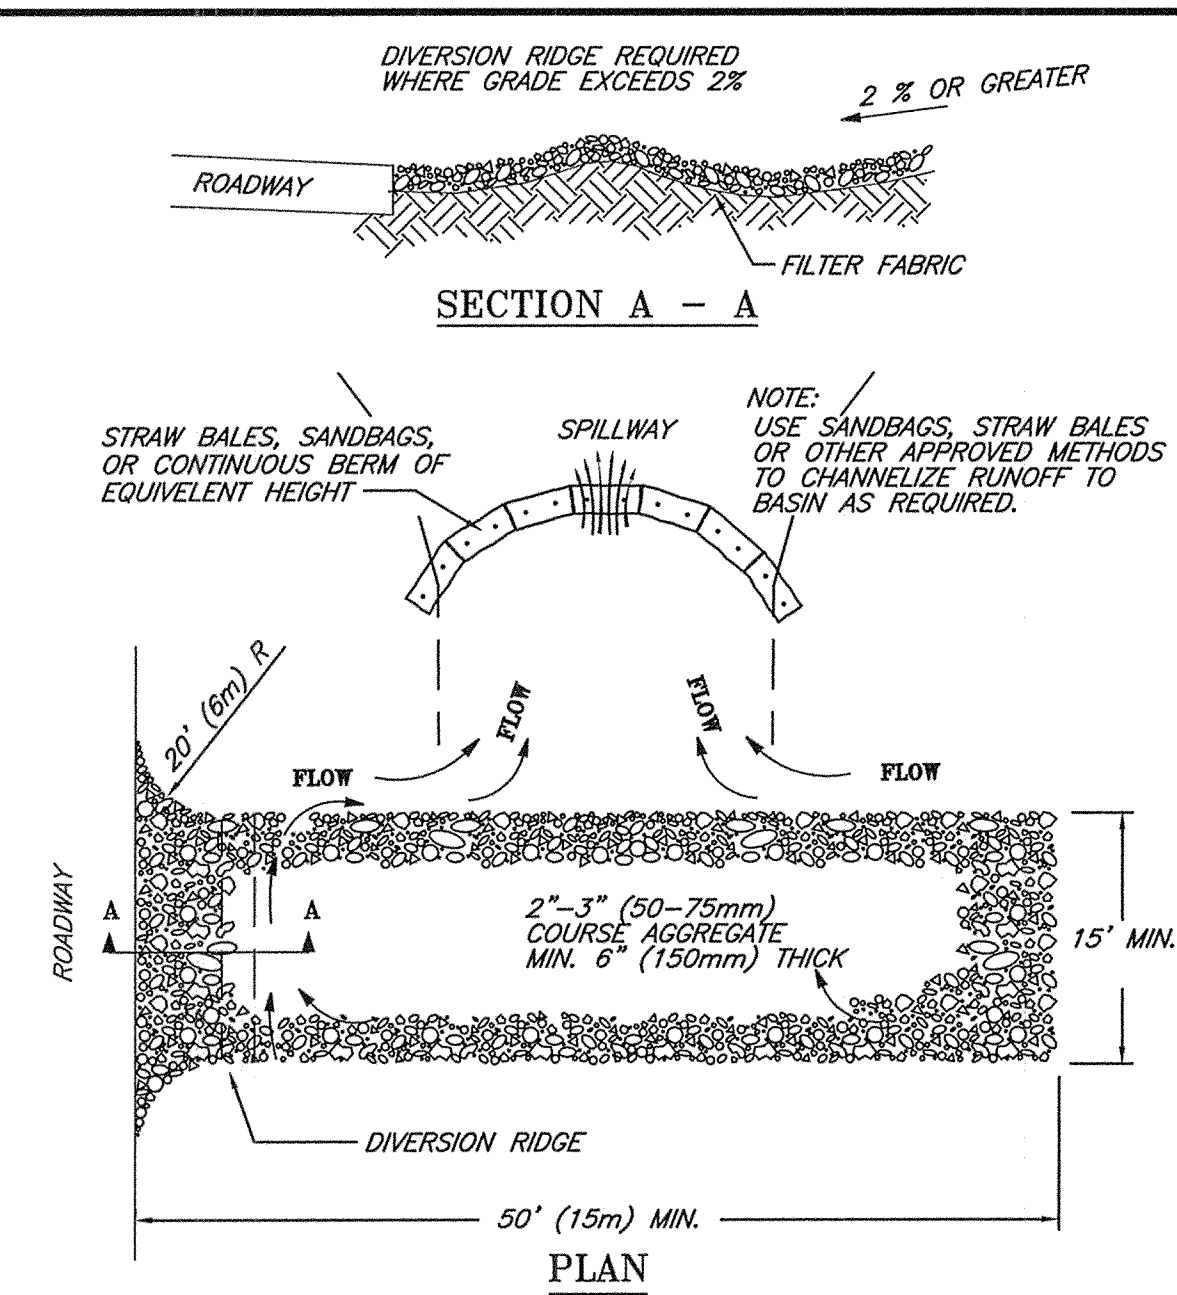 DIVERSION RIDGE REQUIRED
WHERE GRADE EXCEEDS 2%
2 % OR GREATER
ROADWAY
FILTER FABRIC
SECTION A - A
STRAW BALES, SANDBAGS,
OR CONTINUOUS BERM OF
EQUIVELENT HEIGHT
SPILLWAY
NOTE:
USE SANDBAGS, STRAW BALES
OR OTHER APPROVED METHODS
TO CHANNELIZE RUNOFF TO
BASIN AS REQUIRED.
20' (6m) R
FLOW
FLOW
FLOW
FLOW
ROADWAY
A
A
2"-3" (50-75mm)
COURSE AGGREGATE
MIN. 6" (150mm) THICK
15' MIN.
DIVERSION RIDGE
50' (15m) MIN.
PLAN